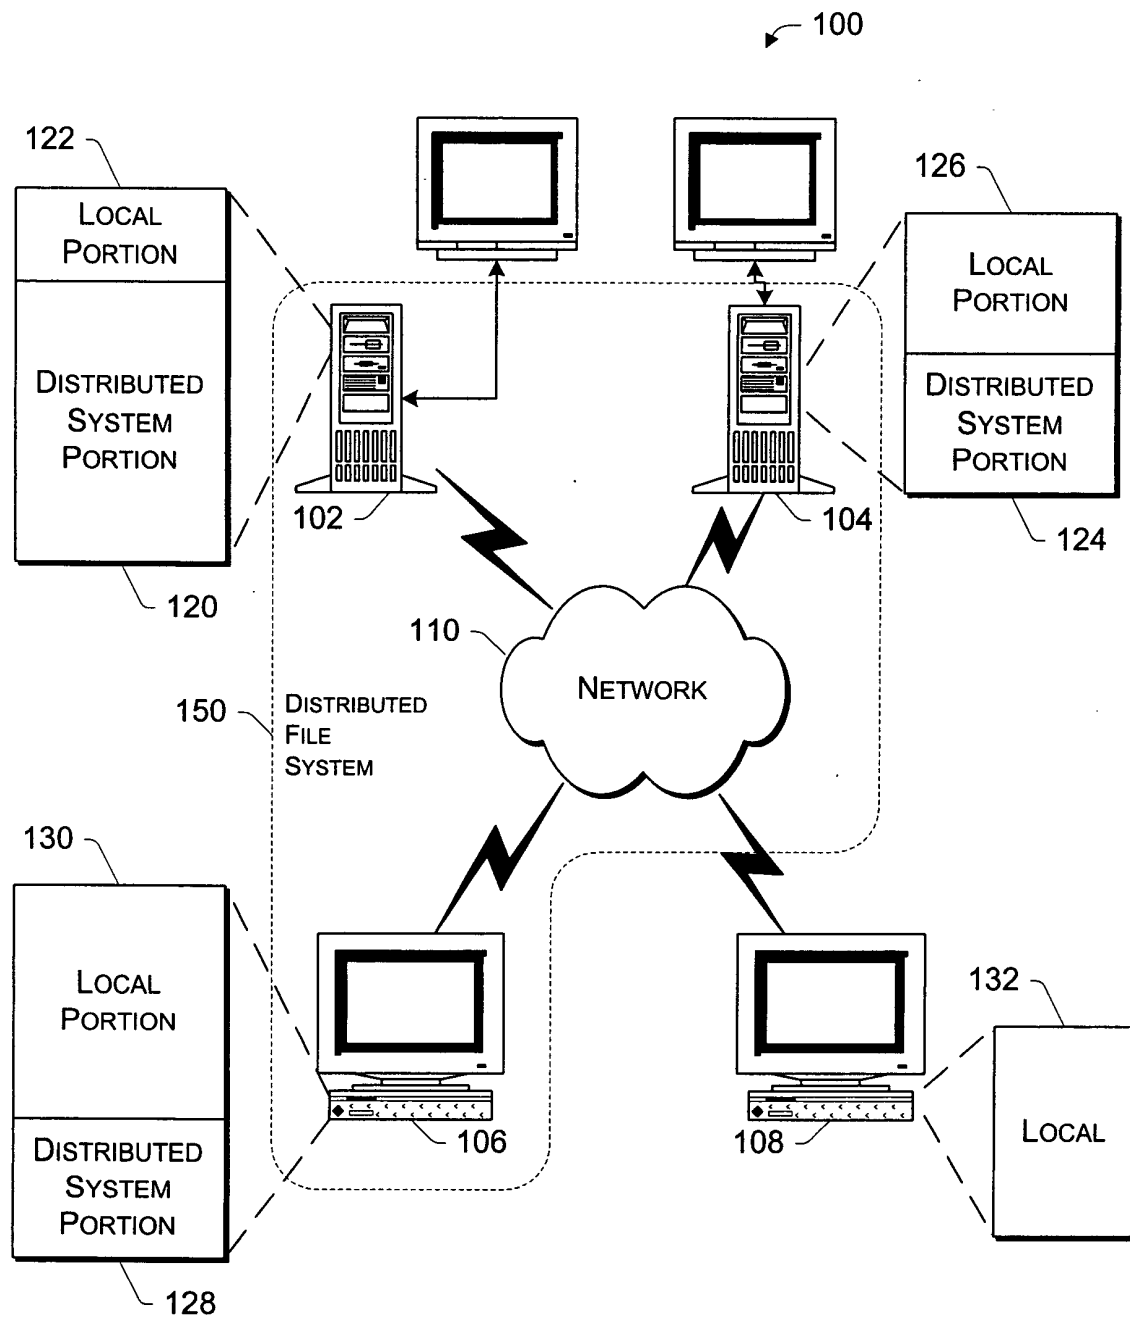 100
122
LOCAL
PORTION
DISTRIBUTED
SYSTEM
PORTION
120
126
LOCAL
PORTION
DISTRIBUTED
SYSTEM
PORTION
124
102
104
110
NETWORK
150
DISTRIBUTED
FILE
SYSTEM
130
LOCAL
PORTION
DISTRIBUTED
SYSTEM
PORTION
128
106
108
132
LOCAL